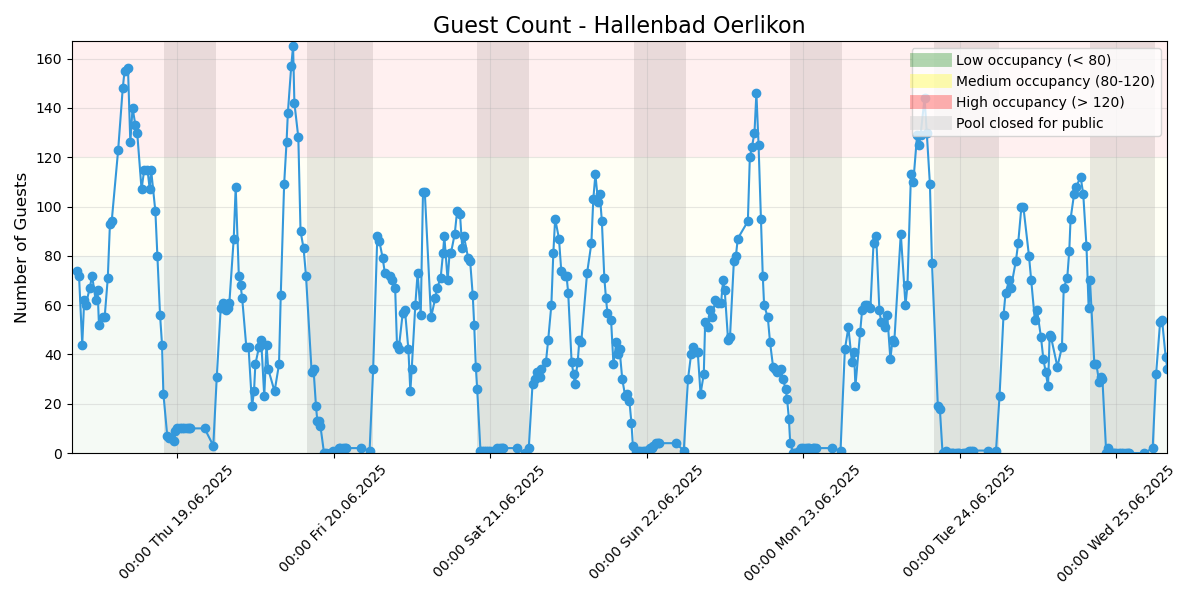 Guest Count - Hallenbad Oerlikon
Number of Guests
160
140
120
100
80
60
40
20
0
Low occupancy (< 80)
Medium occupancy (80-120)
High occupancy (> 120)
Pool closed for public
00:00 Thu 19.06.2025
00:00 Fri 20.06.2025
00:00 Sat 21.06.2025
00:00 Sun 22.06.2025
00:00 Mon 23.06.2025
00:00 Tue 24.06.2025
00:00 Wed 25.06.2025